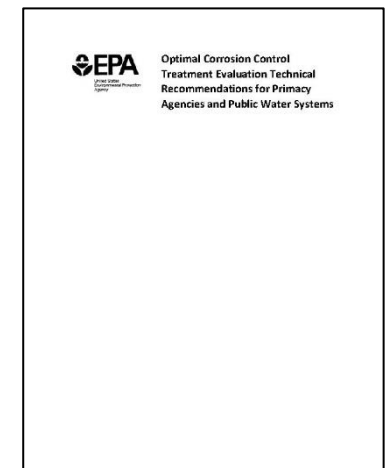 EPA
United States
Environmental Protection
Agency
Optimal Corrosion Control
Treatment Evaluation Technical
Recommendations for Primacy
Agencies and Public Water Systems